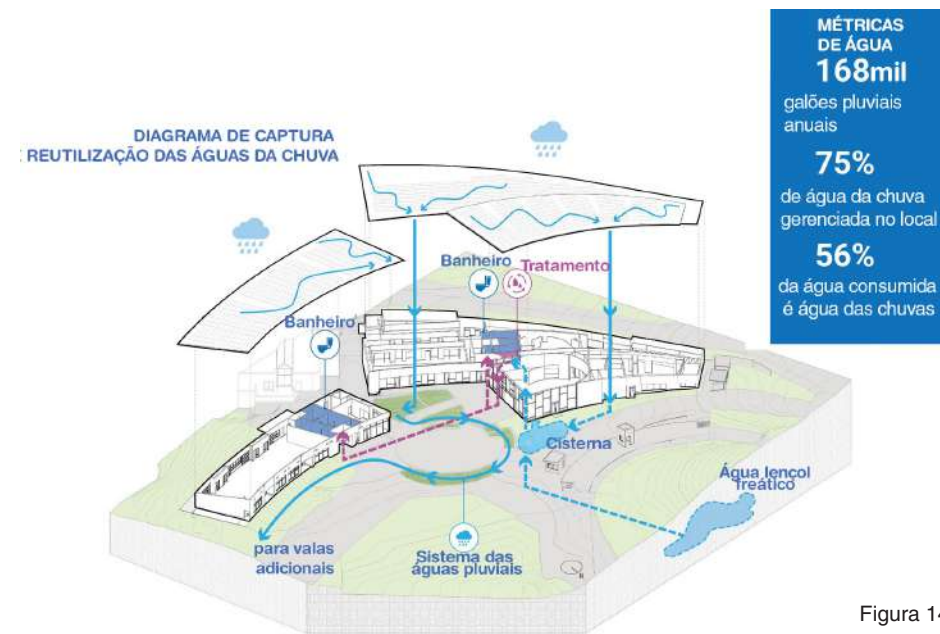 DIAGRAMA DE CAPTURA
REUTILIZAÇÃO DAS ÁGUAS DA CHUVA
MÉTRICAS
DE ÁGUA
168mil
galões pluviais
anuais
75%
de água da chuva
gerenciada no local
56%
da água consumida
é água das chuvas
Banheiro
Tratamento
Banheiro
Cisterna
Água lençol
freático
para valas
adicionais
Sistema das
águas pluviais
Figura 14